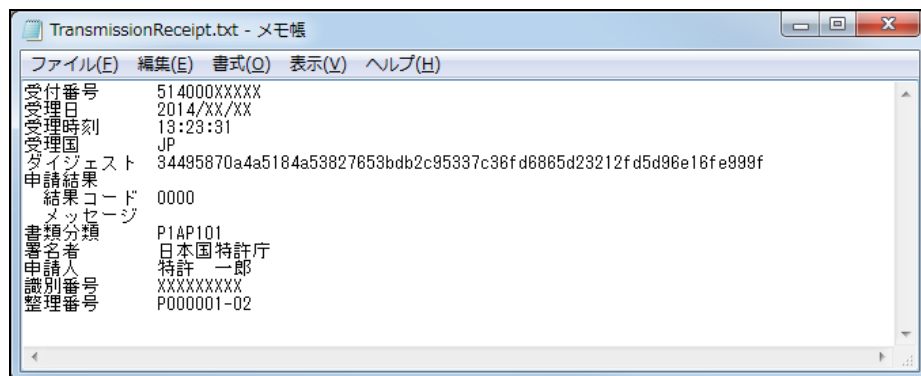 TransmissionReceipt.txt - メモ帳
ファイル(F) 編集(E) 書式(O) 表示(V) ヘルプ(H)
受付番号 514000XXXXX
受理日 2014/XX/XX
受理時刻 13:23:31
受理国 JP
ダイジェスト 34495870a4a5184a53827653bdb2c95337c36fd6865d23212fd5d96e16fe999f
申請結果
結果コード 0000
メッセージ
書類分類 P1AP101
署名者 日本国特許庁
申請人 特許 一郎
識別番号 XXXXXXXXX
整理番号 P000001-02